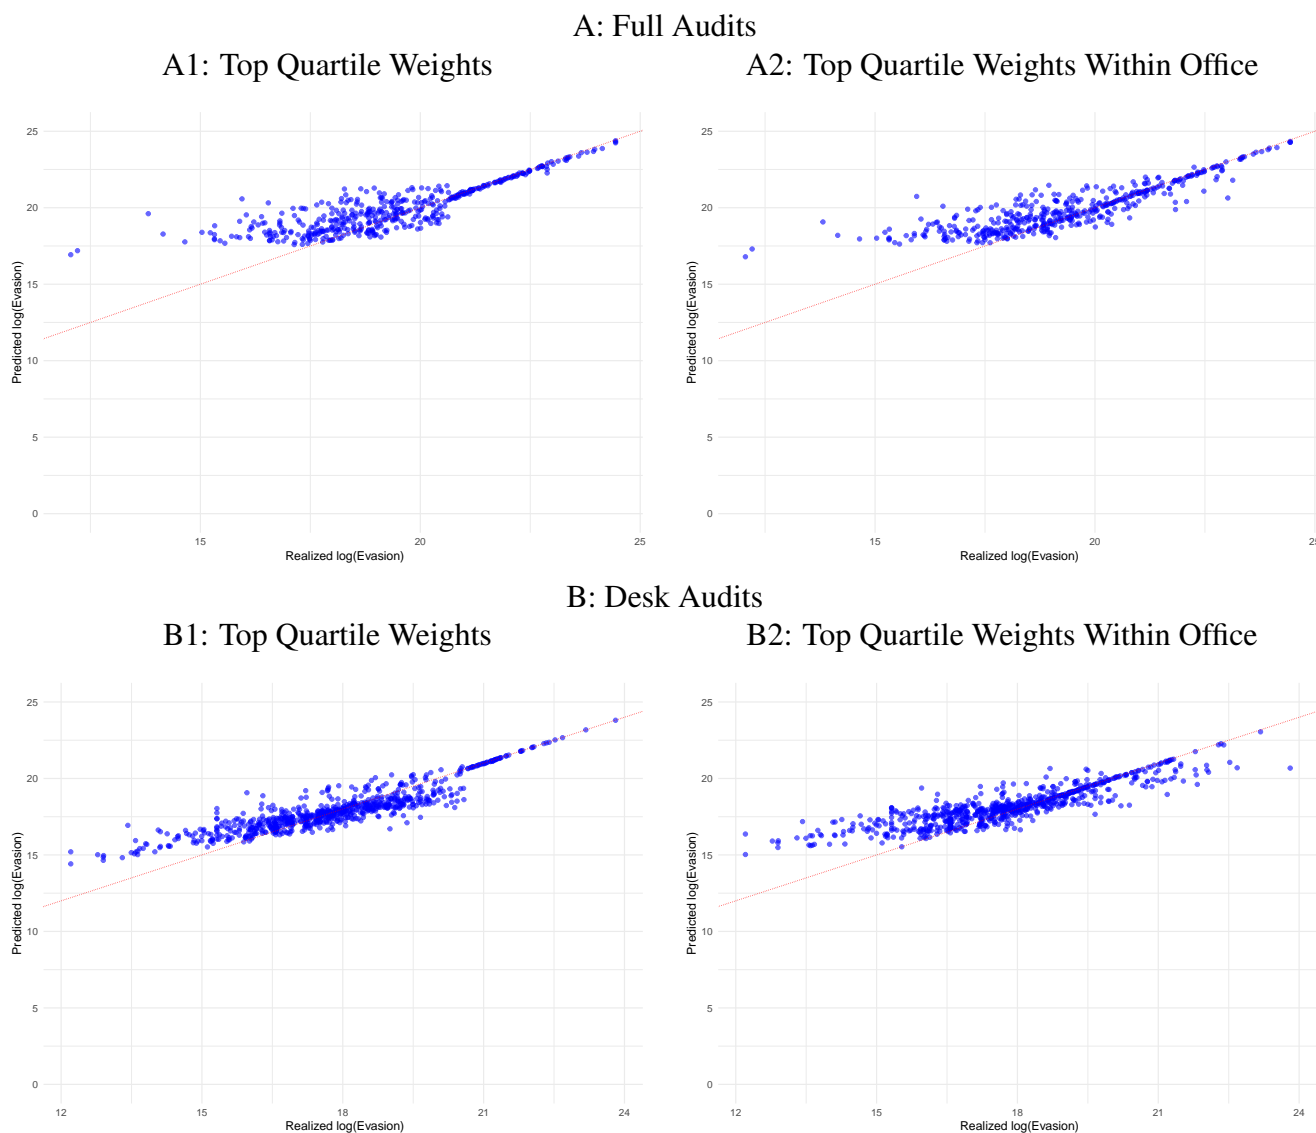 A: Full Audits
A1: Top Quartile Weights
A2: Top Quartile Weights Within Office
25
20
15
10
5
0
Predicted log(Evasion)
15
20
25
Realized log(Evasion)
25
20
15
10
5
0
Predicted log(Evasion)
15
20
Realized log(Evasion)
B: Desk Audits
B1: Top Quartile Weights
B2: Top Quartile Weights Within Office
25
20
15
10
5
0
Predicted log(Evasion)
12
15
18
21
24
Realized log(Evasion)
25
20
15
10
5
0
Predicted log(Evasion)
12
15
18
21
24
Realized log(Evasion)